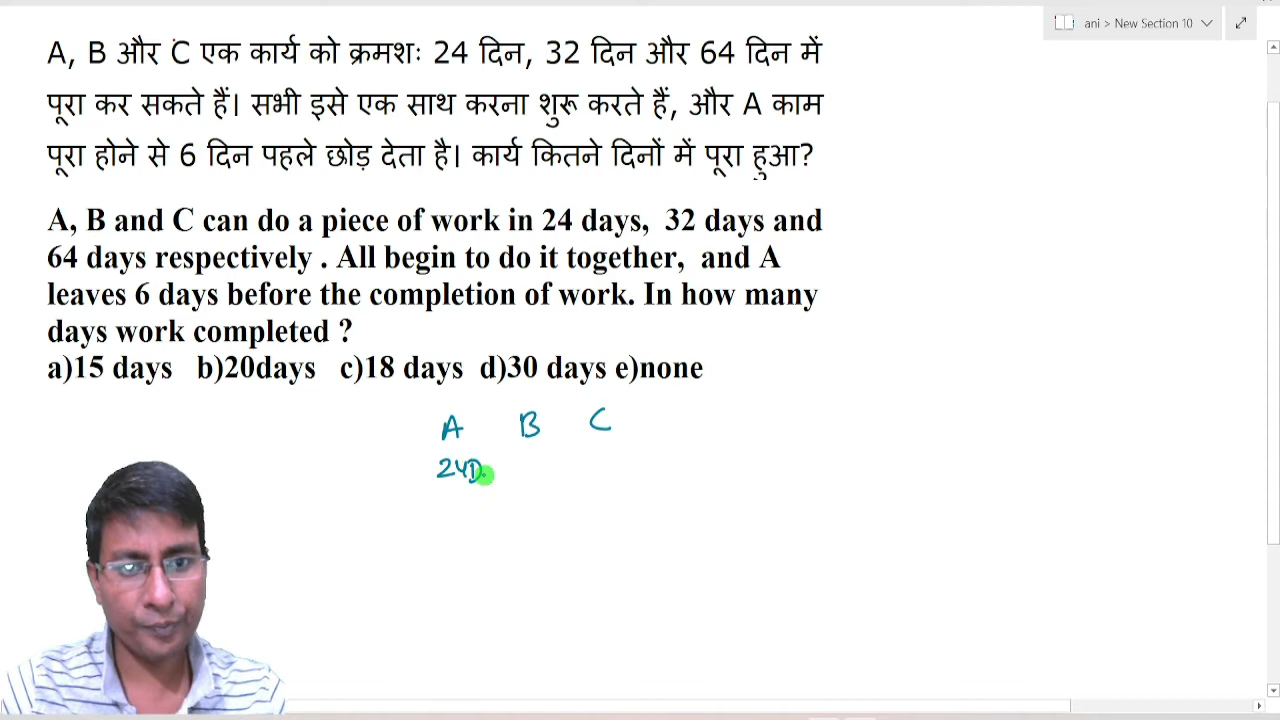 ani > New Section 10
A, B और C एक कार्य को क्रमशः 24 दिन, 32 दिन और 64 दिन में
पूरा कर सकते हैं। सभी इसे एक साथ करना शुरू करते हैं, और A काम
पूरा होने से 6 दिन पहले छोड़ देता है। कार्य कितने दिनों में पूरा हुआ?
A, B and C can do a piece of work in 24 days, 32 days and
64 days respectively . All begin to do it together, and A
leaves 6 days before the completion of work. In how many
days work completed ?
a)15 days b)20days c)18 days d)30 days e)none
A B C
24D.